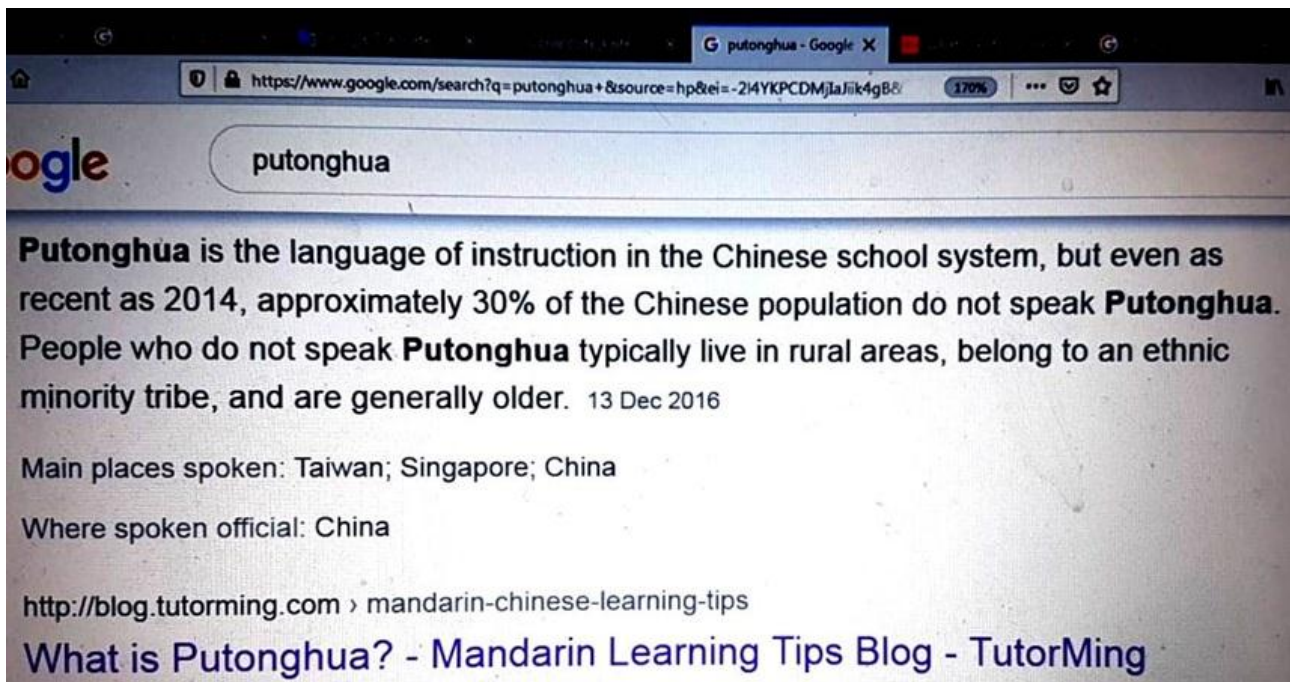 putonghua - Google
https://www.google.com/search?q=putonghua+&source=hp&ei=
170%
ogle
putonghua
Putonghua is the language of instruction in the Chinese school system, but even as
recent as 2014, approximately 30% of the Chinese population do not speak Putonghua.
People who do not speak Putonghua typically live in rural areas, belong to an ethnic
minority tribe, and are generally older. 13 Dec 2016
Main places spoken: Taiwan; Singapore; China
Where spoken official: China
http://blog.tutorming.com › mandarin-chinese-learning-tips
What is Putonghua? - Mandarin Learning Tips Blog - TutorMing